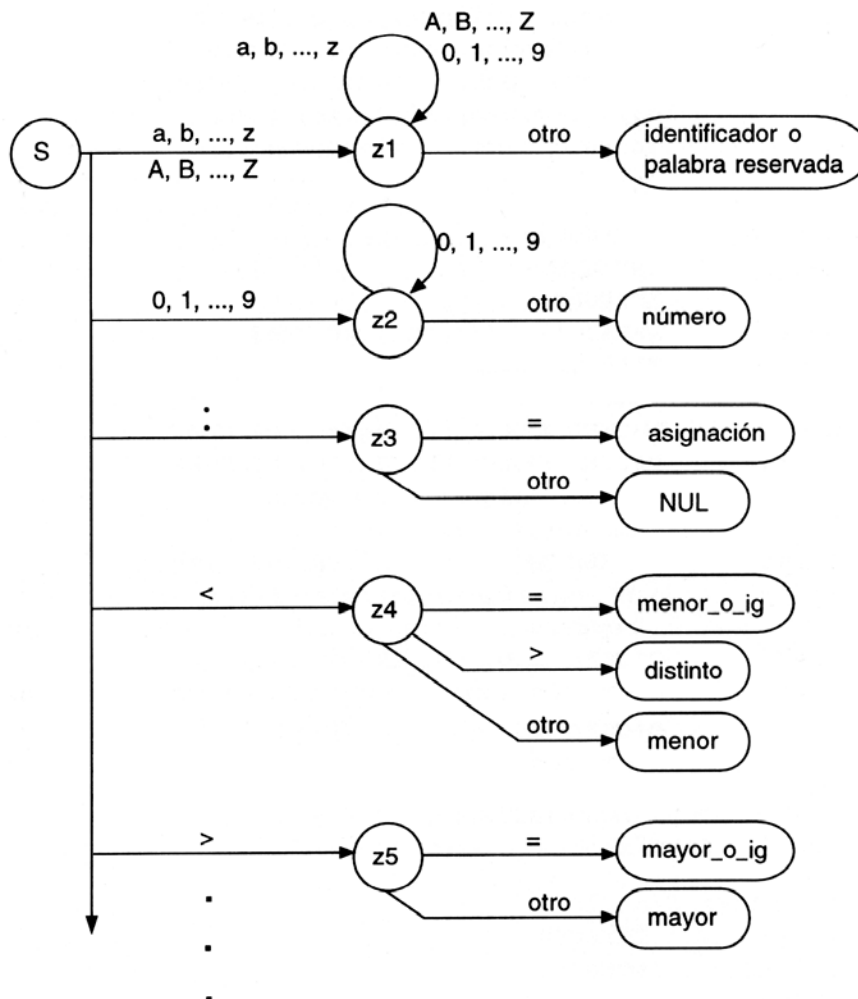 a, b, ..., z
A, B, ..., Z
0, 1, ..., 9
S
a, b, ..., z
A, B, ..., Z
z1
otro
identificador o
palabra reservada
0, 1, ..., 9
0, 1, ..., 9
z2
otro
número
:
z3
=
asignación
otro
NUL
<
z4
=
menor_o_ig
>
distinto
otro
menor
>
z5
=
mayor_o_ig
otro
mayor
.
.
.